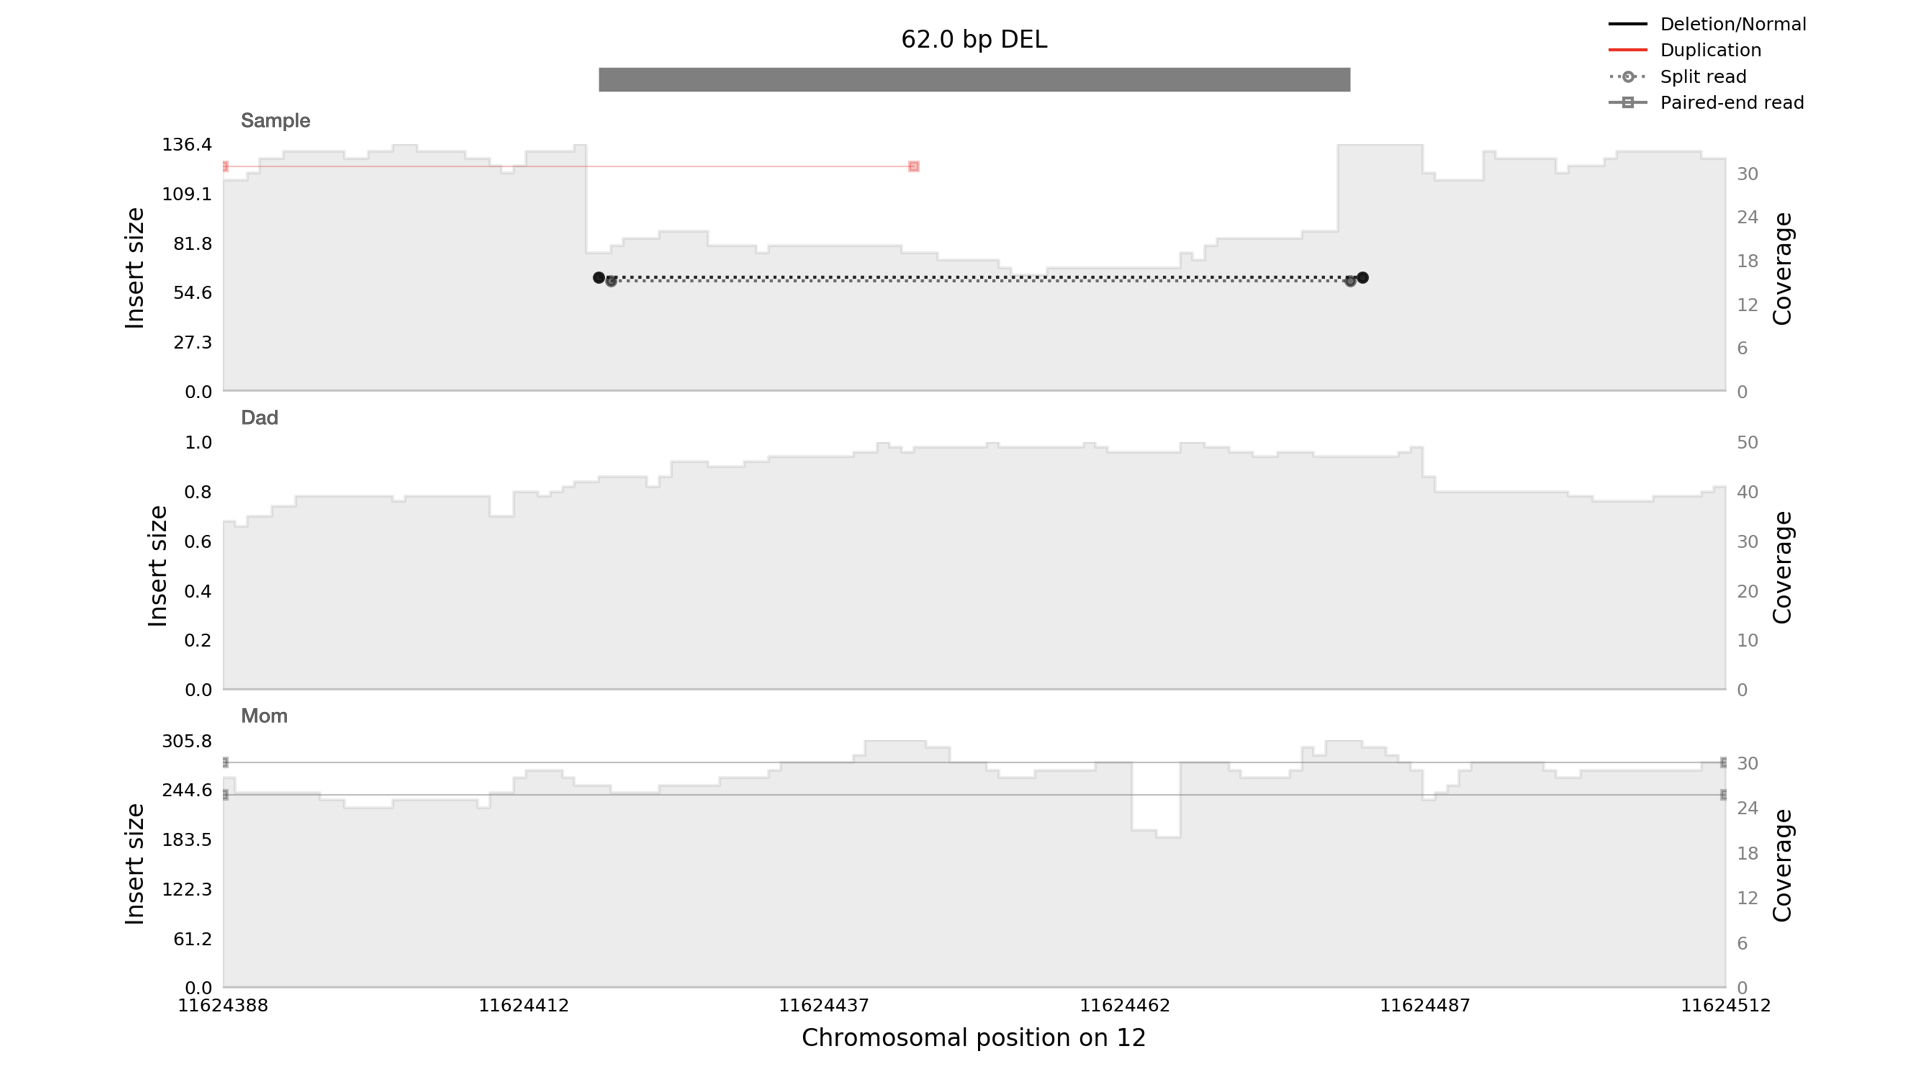 62.0 bp DEL
Deletion/Normal
Duplication
Split read
Paired-end read
Sample
136.4
109.1
81.8
54.6
27.3
0.0
Insert size
30
24
18
12
6
0
Coverage
Dad
1.0
0.8
0.6
0.4
0.2
0.0
Insert size
50
40
30
20
10
0
Coverage
Mom
305.8
244.6
183.5
122.3
61.2
0.0
Insert size
30
24
18
12
6
0
Coverage
11624388 11624412 11624437 11624462 11624487 11624512
Chromosomal position on 12